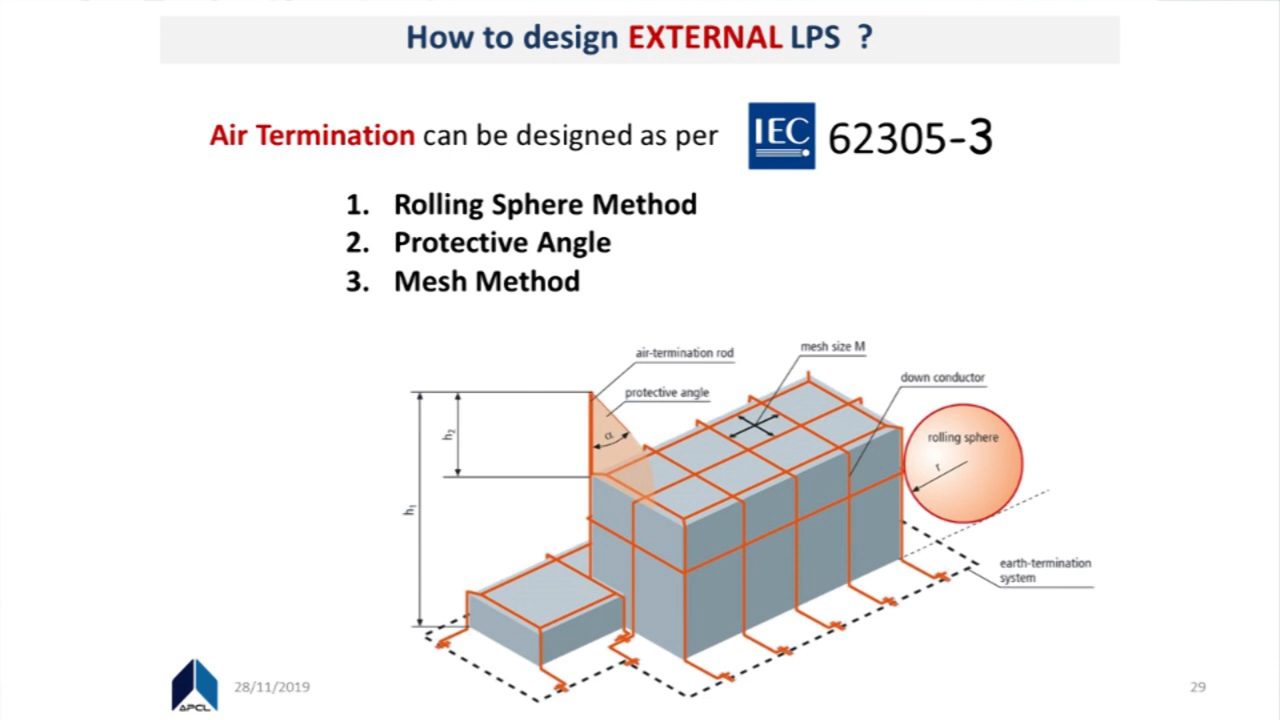 How to design EXTERNAL LPS ?
Air Termination can be designed as per IEC 62305-3
1. Rolling Sphere Method
2. Protective Angle
3. Mesh Method
air-termination rod
mesh size M
protective angle
down conductor
α
h₂
h₁
rolling sphere
r
earth-termination
system
APCL
28/11/2019
29